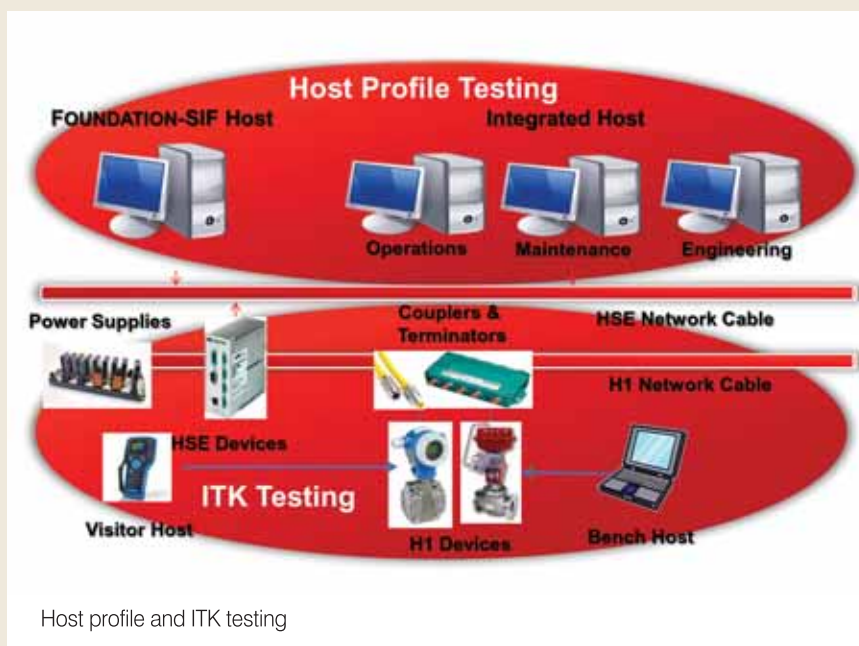 Host Profile Testing
FOUNDATION-SIF Host
Integrated Host
Operations
Maintenance
Engineering
Power Supplies
Couplers &
Terminators
HSE Network Cable
H1 Network Cable
HSE Devices
ITK Testing
Visitor Host
H1 Devices
Bench Host
Host profile and ITK testing